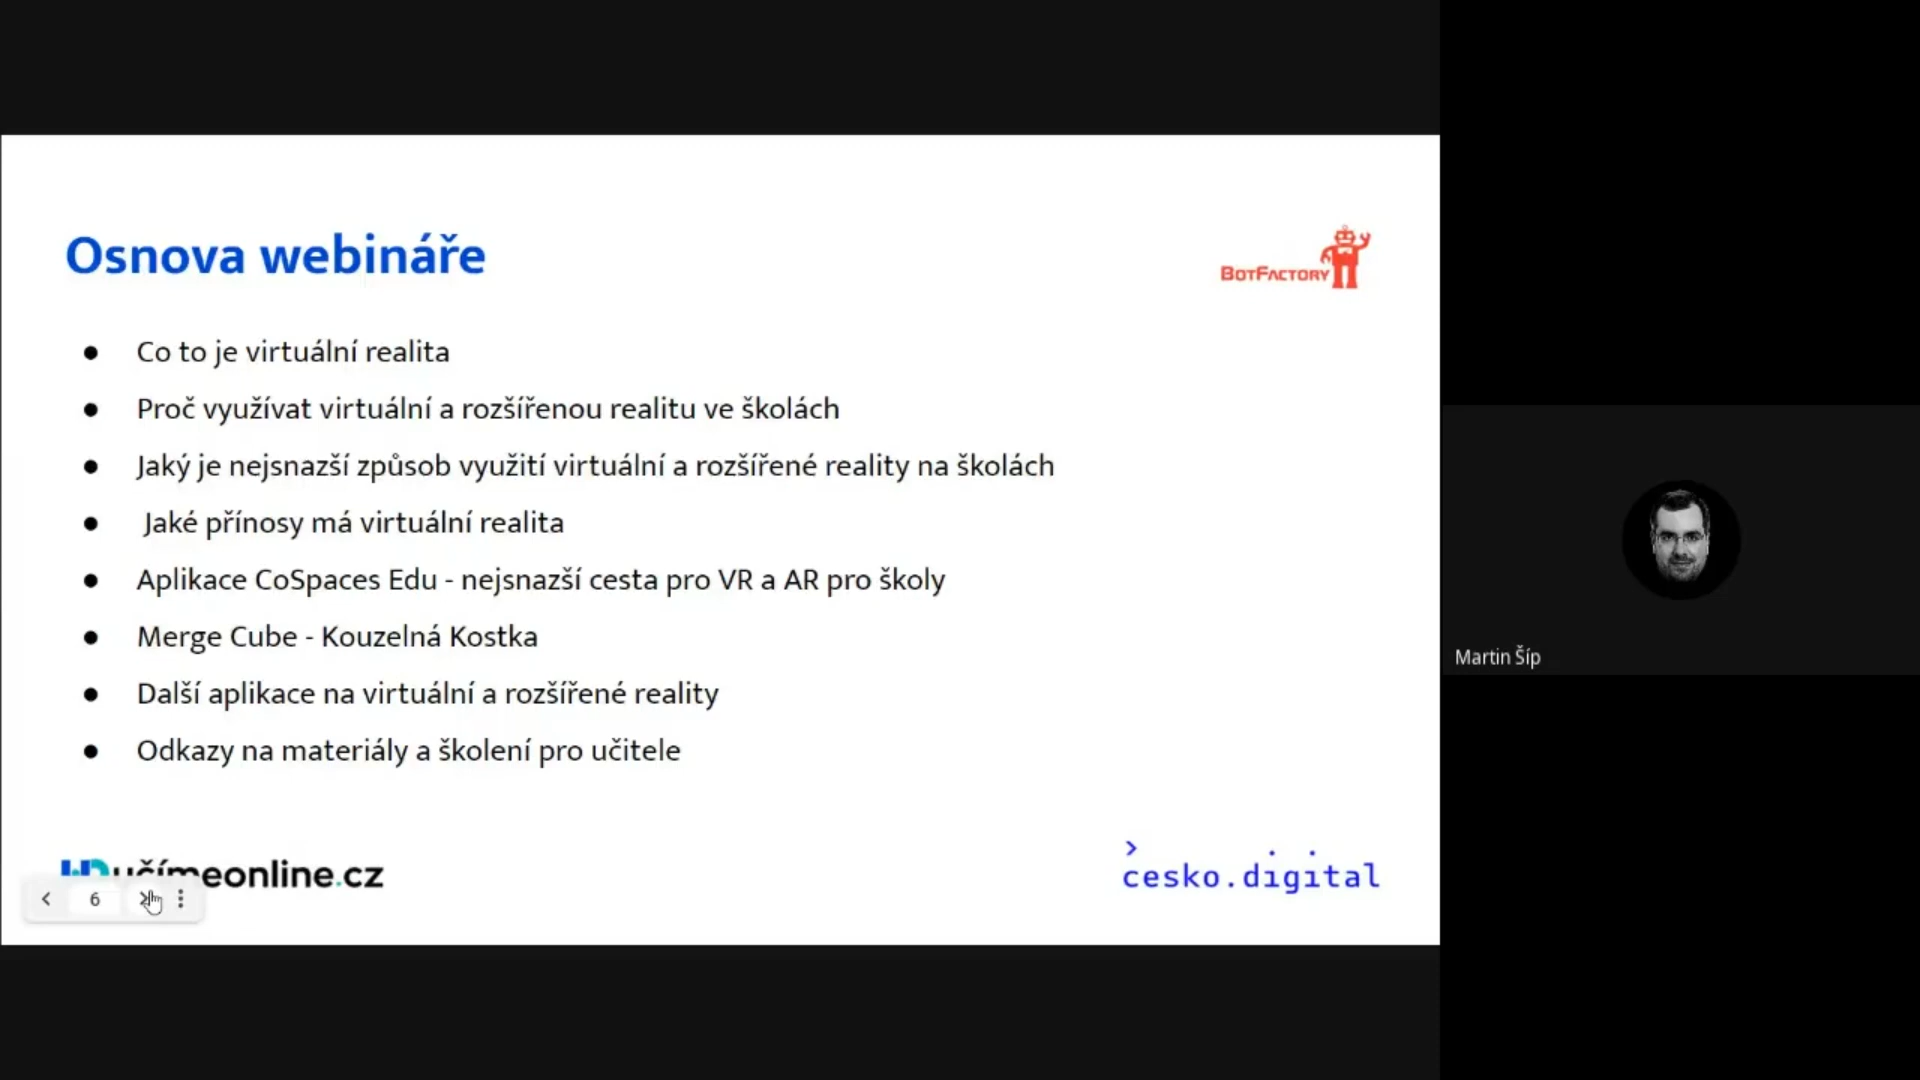 Osnova webináře
BOTFACTORY
● Co to je virtuální realita
● Proč využívat virtuální a rozšířenou realitu ve školách
● Jaký je nejsnazší způsob využití virtuální a rozšířené reality na školách
● Jaké přínosy má virtuální realita
● Aplikace CoSpaces Edu - nejsnazší cesta pro VR a AR pro školy
● Merge Cube - Kouzelná Kostka
● Další aplikace na virtuální a rozšířené reality
● Odkazy na materiály a školení pro učitele
učímeonline.cz
6
cesko.digital
Martin Šíp